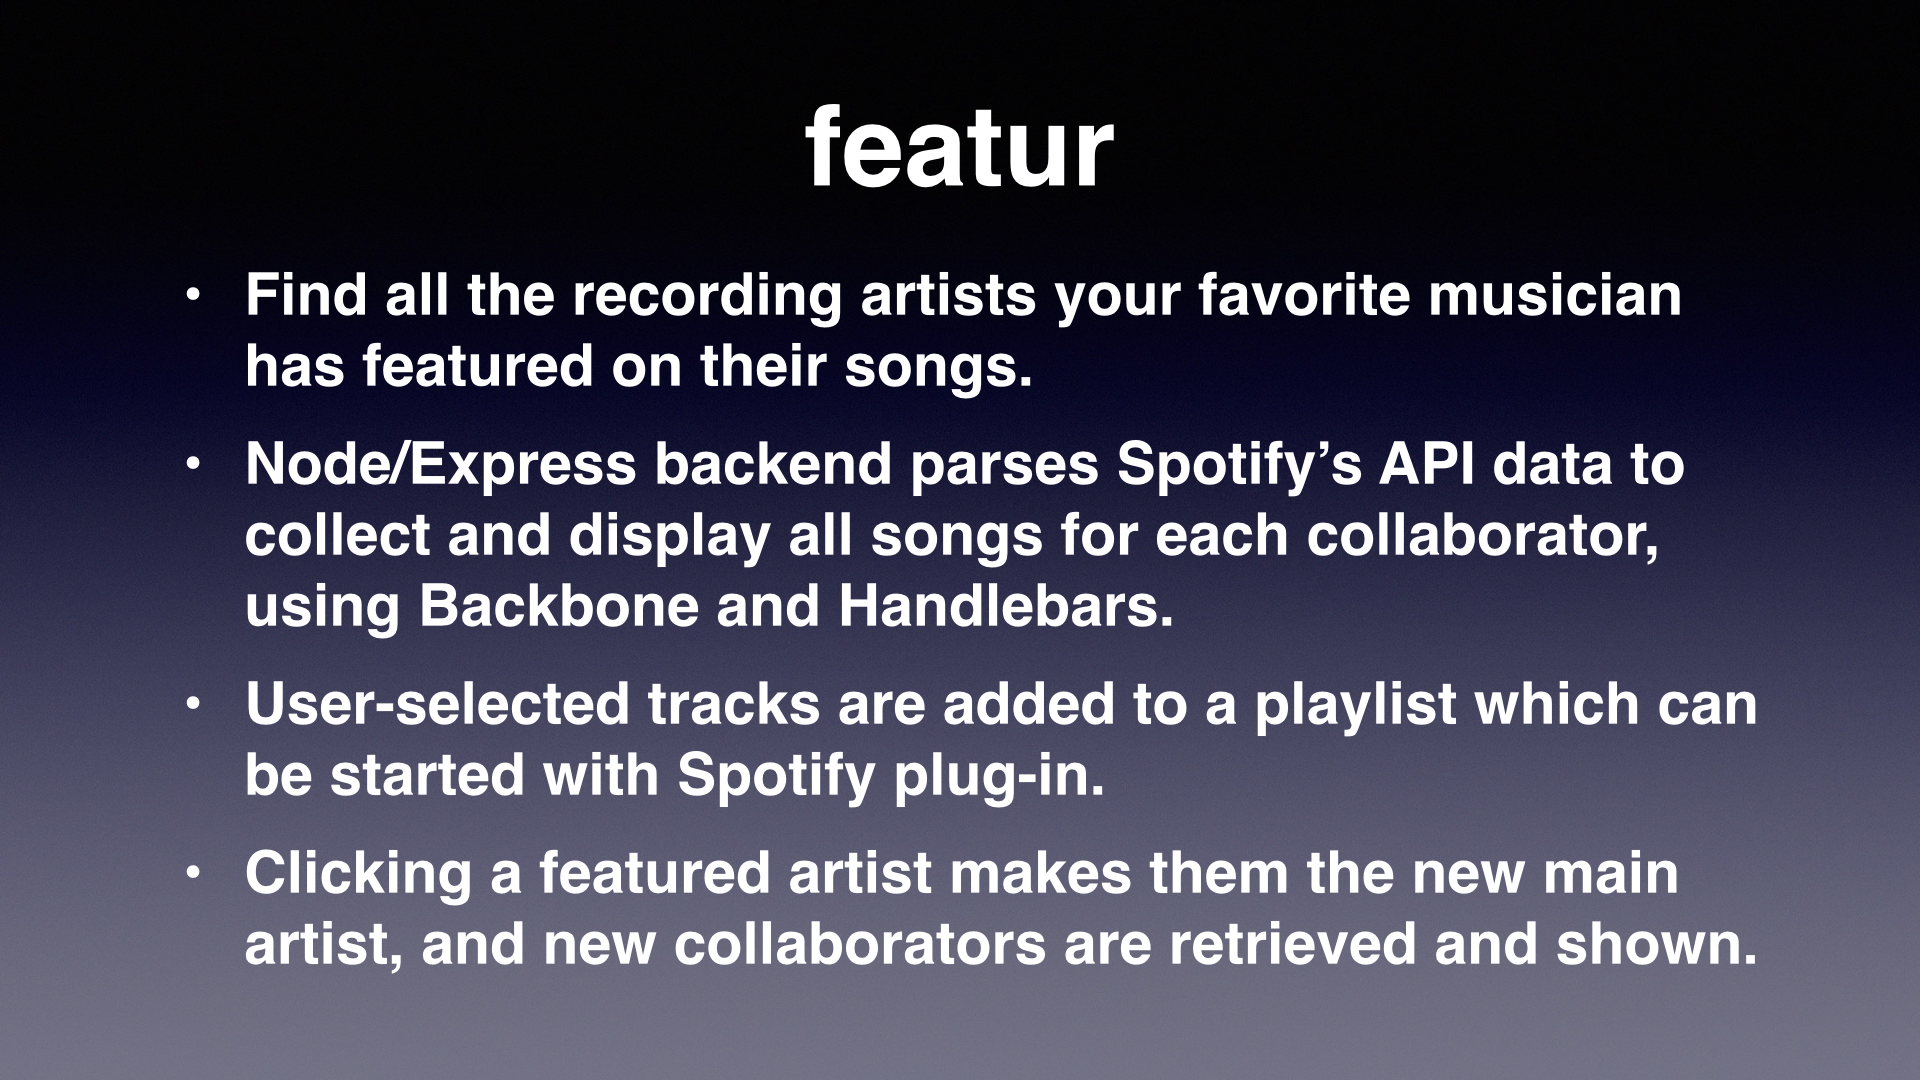 featur
• Find all the recording artists your favorite musician
has featured on their songs.
• Node/Express backend parses Spotify’s API data to
collect and display all songs for each collaborator,
using Backbone and Handlebars.
• User-selected tracks are added to a playlist which can
be started with Spotify plug-in.
• Clicking a featured artist makes them the new main
artist, and new collaborators are retrieved and shown.